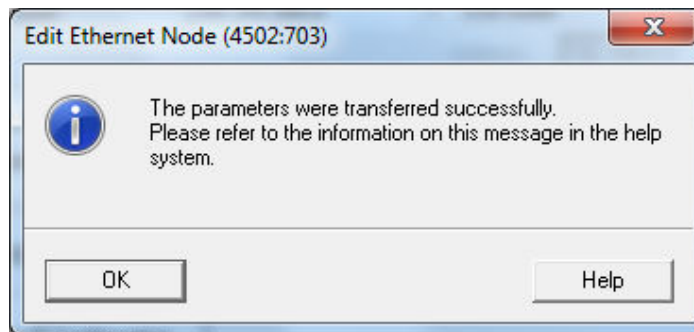 Edit Ethernet Node (4502:703)
The parameters were transferred successfully.
Please refer to the information on this message in the help
system.
OK
Help